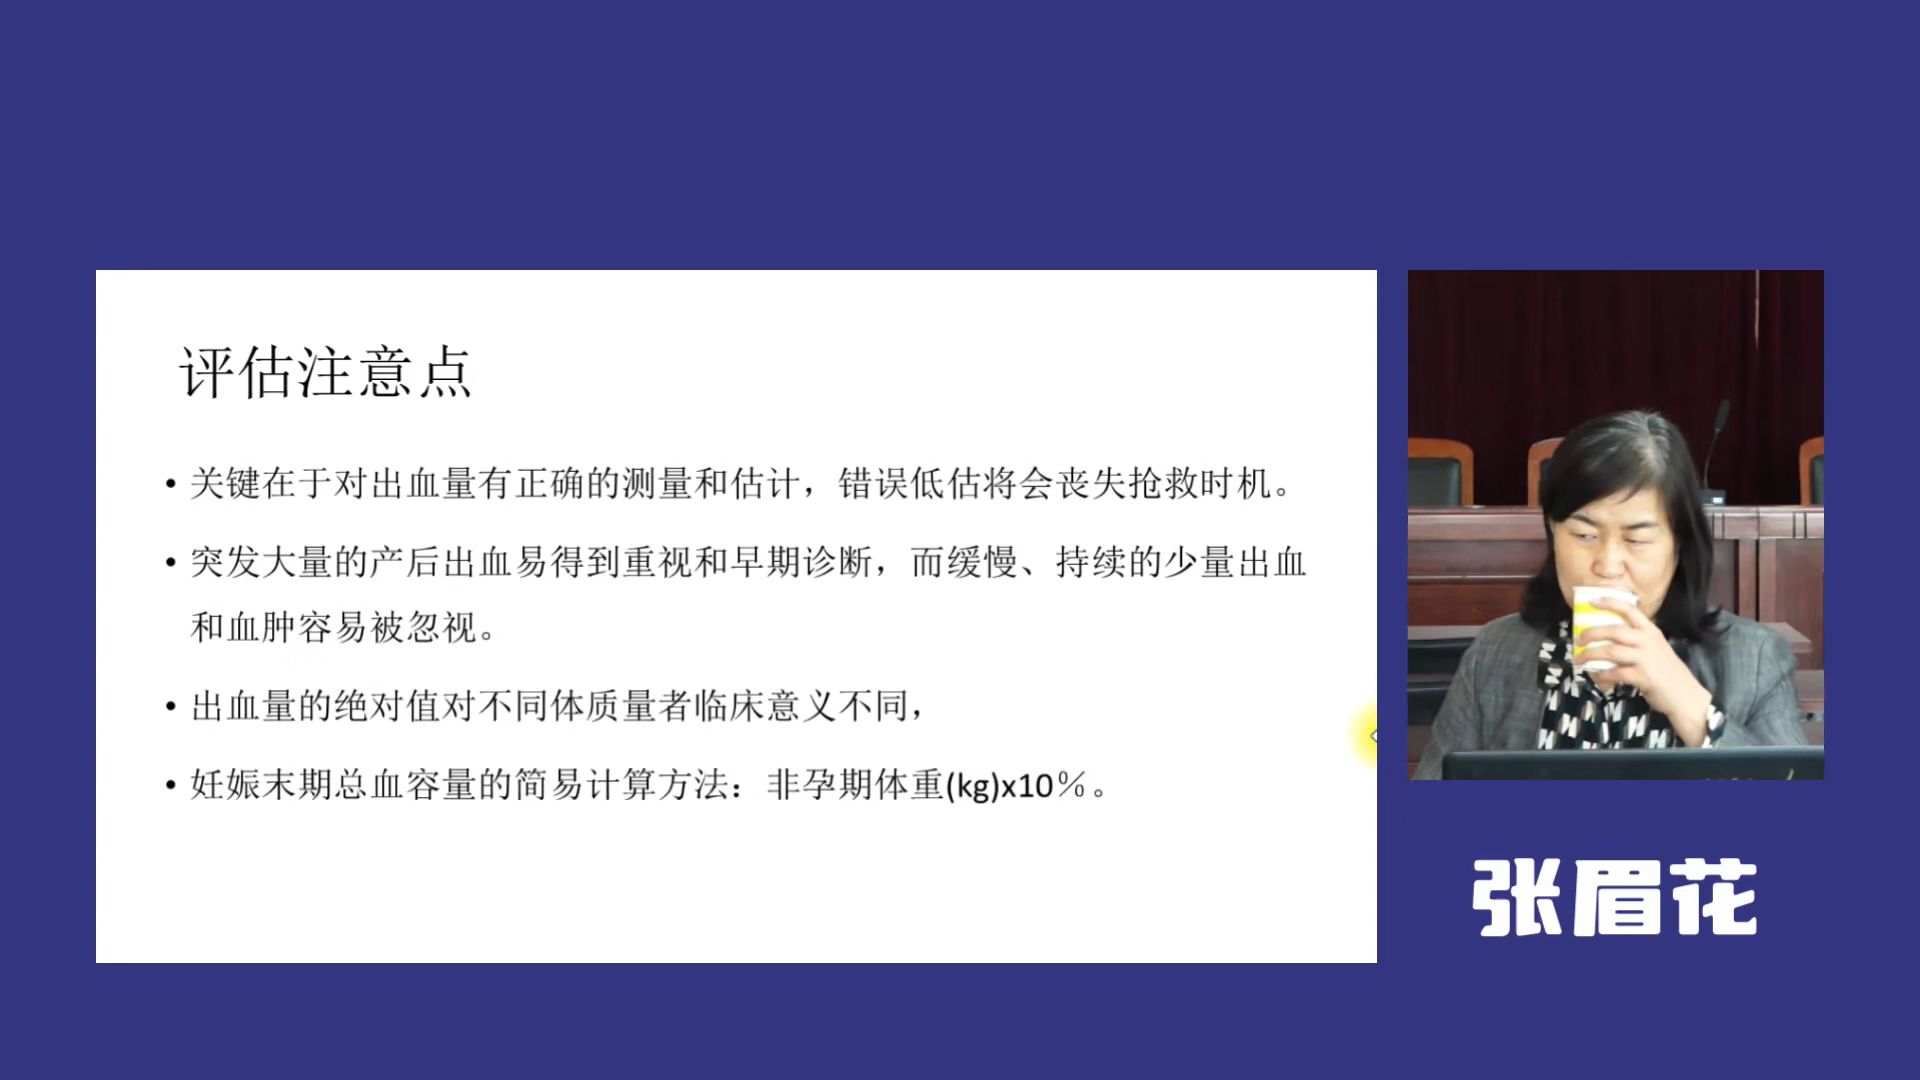 评估注意点
• 关键在于对出血量有正确的测量和估计，错误低估将会丧失抢救时机。
• 突发大量的产后出血易得到重视和早期诊断，而缓慢、持续的少量出血
和血肿容易被忽视。
• 出血量的绝对值对不同体质量者临床意义不同，
• 妊娠末期总血容量的简易计算方法：非孕期体重(kg)x10％。
张眉花